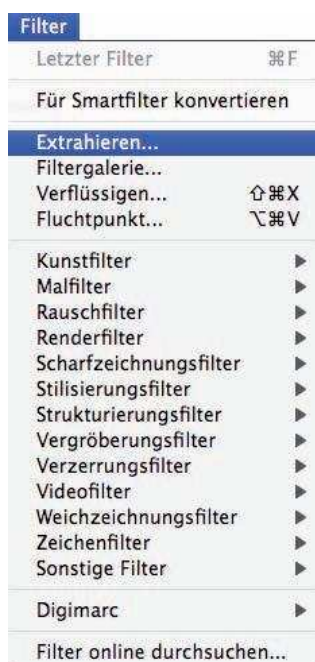 Filter
Letzter Filter ⌘F
Für Smartfilter konvertieren
Extrahieren...
Filtergalerie...
Verflüssigen... ⇧⌘X
Fluchtpunkt... ⌥⌘V
Kunstfilter
Malfilter
Rauschfilter
Renderfilter
Scharfzeichnungsfilter
Stilisierungsfilter
Strukturierungsfilter
Vergröberungsfilter
Verzerrungsfilter
Videofilter
Weichzeichnungsfilter
Zeichenfilter
Sonstige Filter
Digimarc
Filter online durchsuchen...